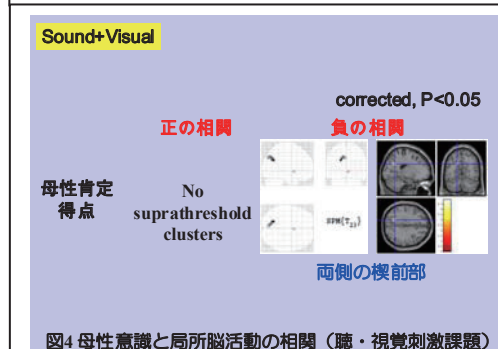 Sound+Visual
corrected, P<0.05
正の相関
負の相関
母性肯定
得点
No
suprathreshold
clusters
SPM{T23}
両側の楔前部
図4 母性意識と局所脳活動の相関（聴・視覚刺激課題）